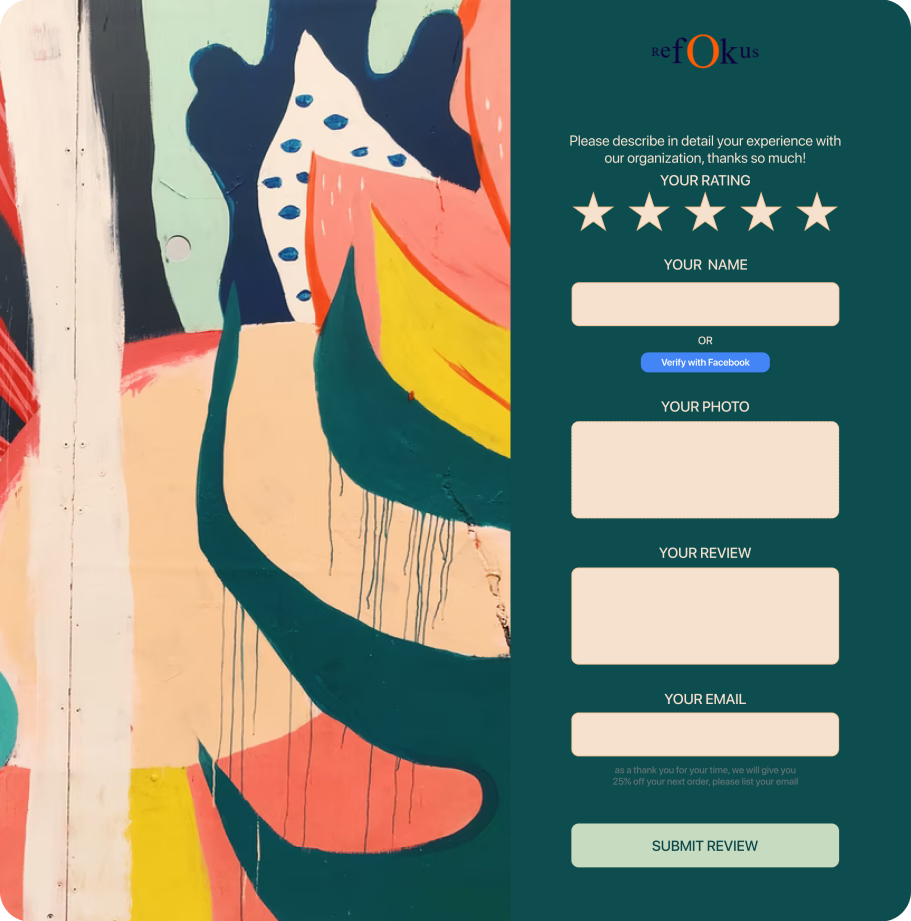 Refokus
Please describe in detail your experience with
our organization, thanks so much!
YOUR RATING
YOUR NAME
OR
Verify with Facebook
YOUR PHOTO
YOUR REVIEW
YOUR EMAIL
as a thank you for your time, we will give you
25% off your next order, please list your email
SUBMIT REVIEW